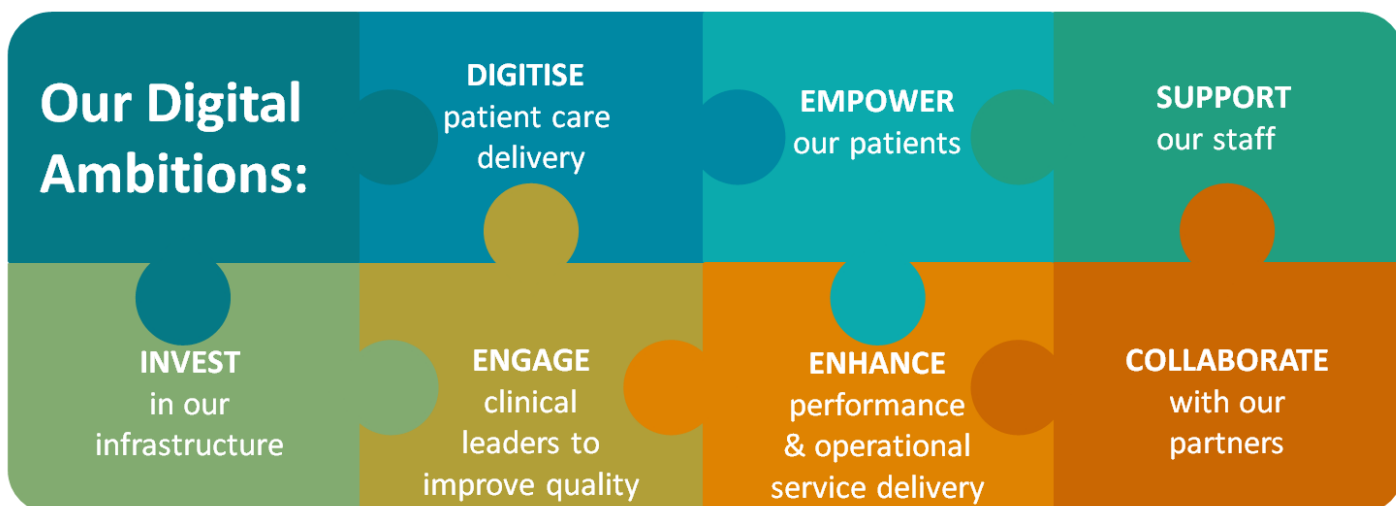 Our Digital
Ambitions:
DIGITISE
patient care
delivery
EMPOWER
our patients
SUPPORT
our staff
INVEST
in our
infrastructure
ENGAGE
clinical
leaders to
improve quality
ENHANCE
performance
& operational
service delivery
COLLABORATE
with our
partners